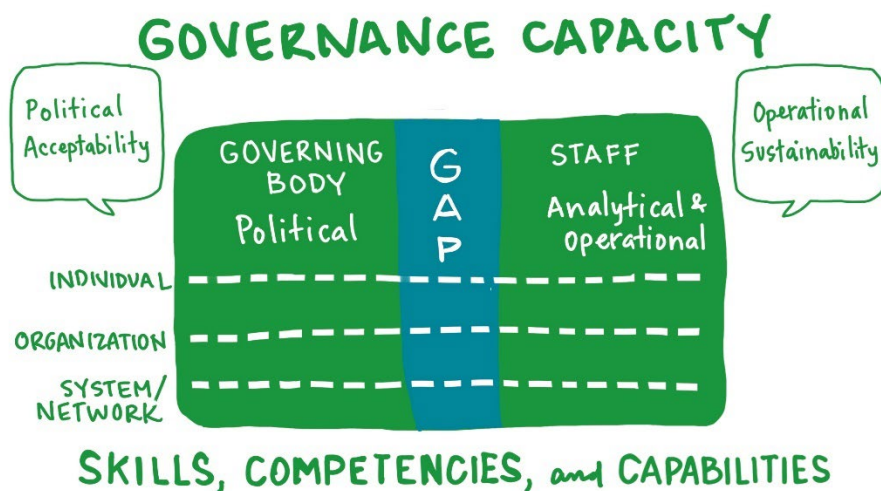 GOVERNANCE CAPACITY
Political
Acceptability
Operational
Sustainability
GOVERNING
BODY
Political
GAP
STAFF
Analytical &
Operational
INDIVIDUAL
ORGANIZATION
SYSTEM/
NETWORK
SKILLS, COMPETENCIES, and CAPABILITIES